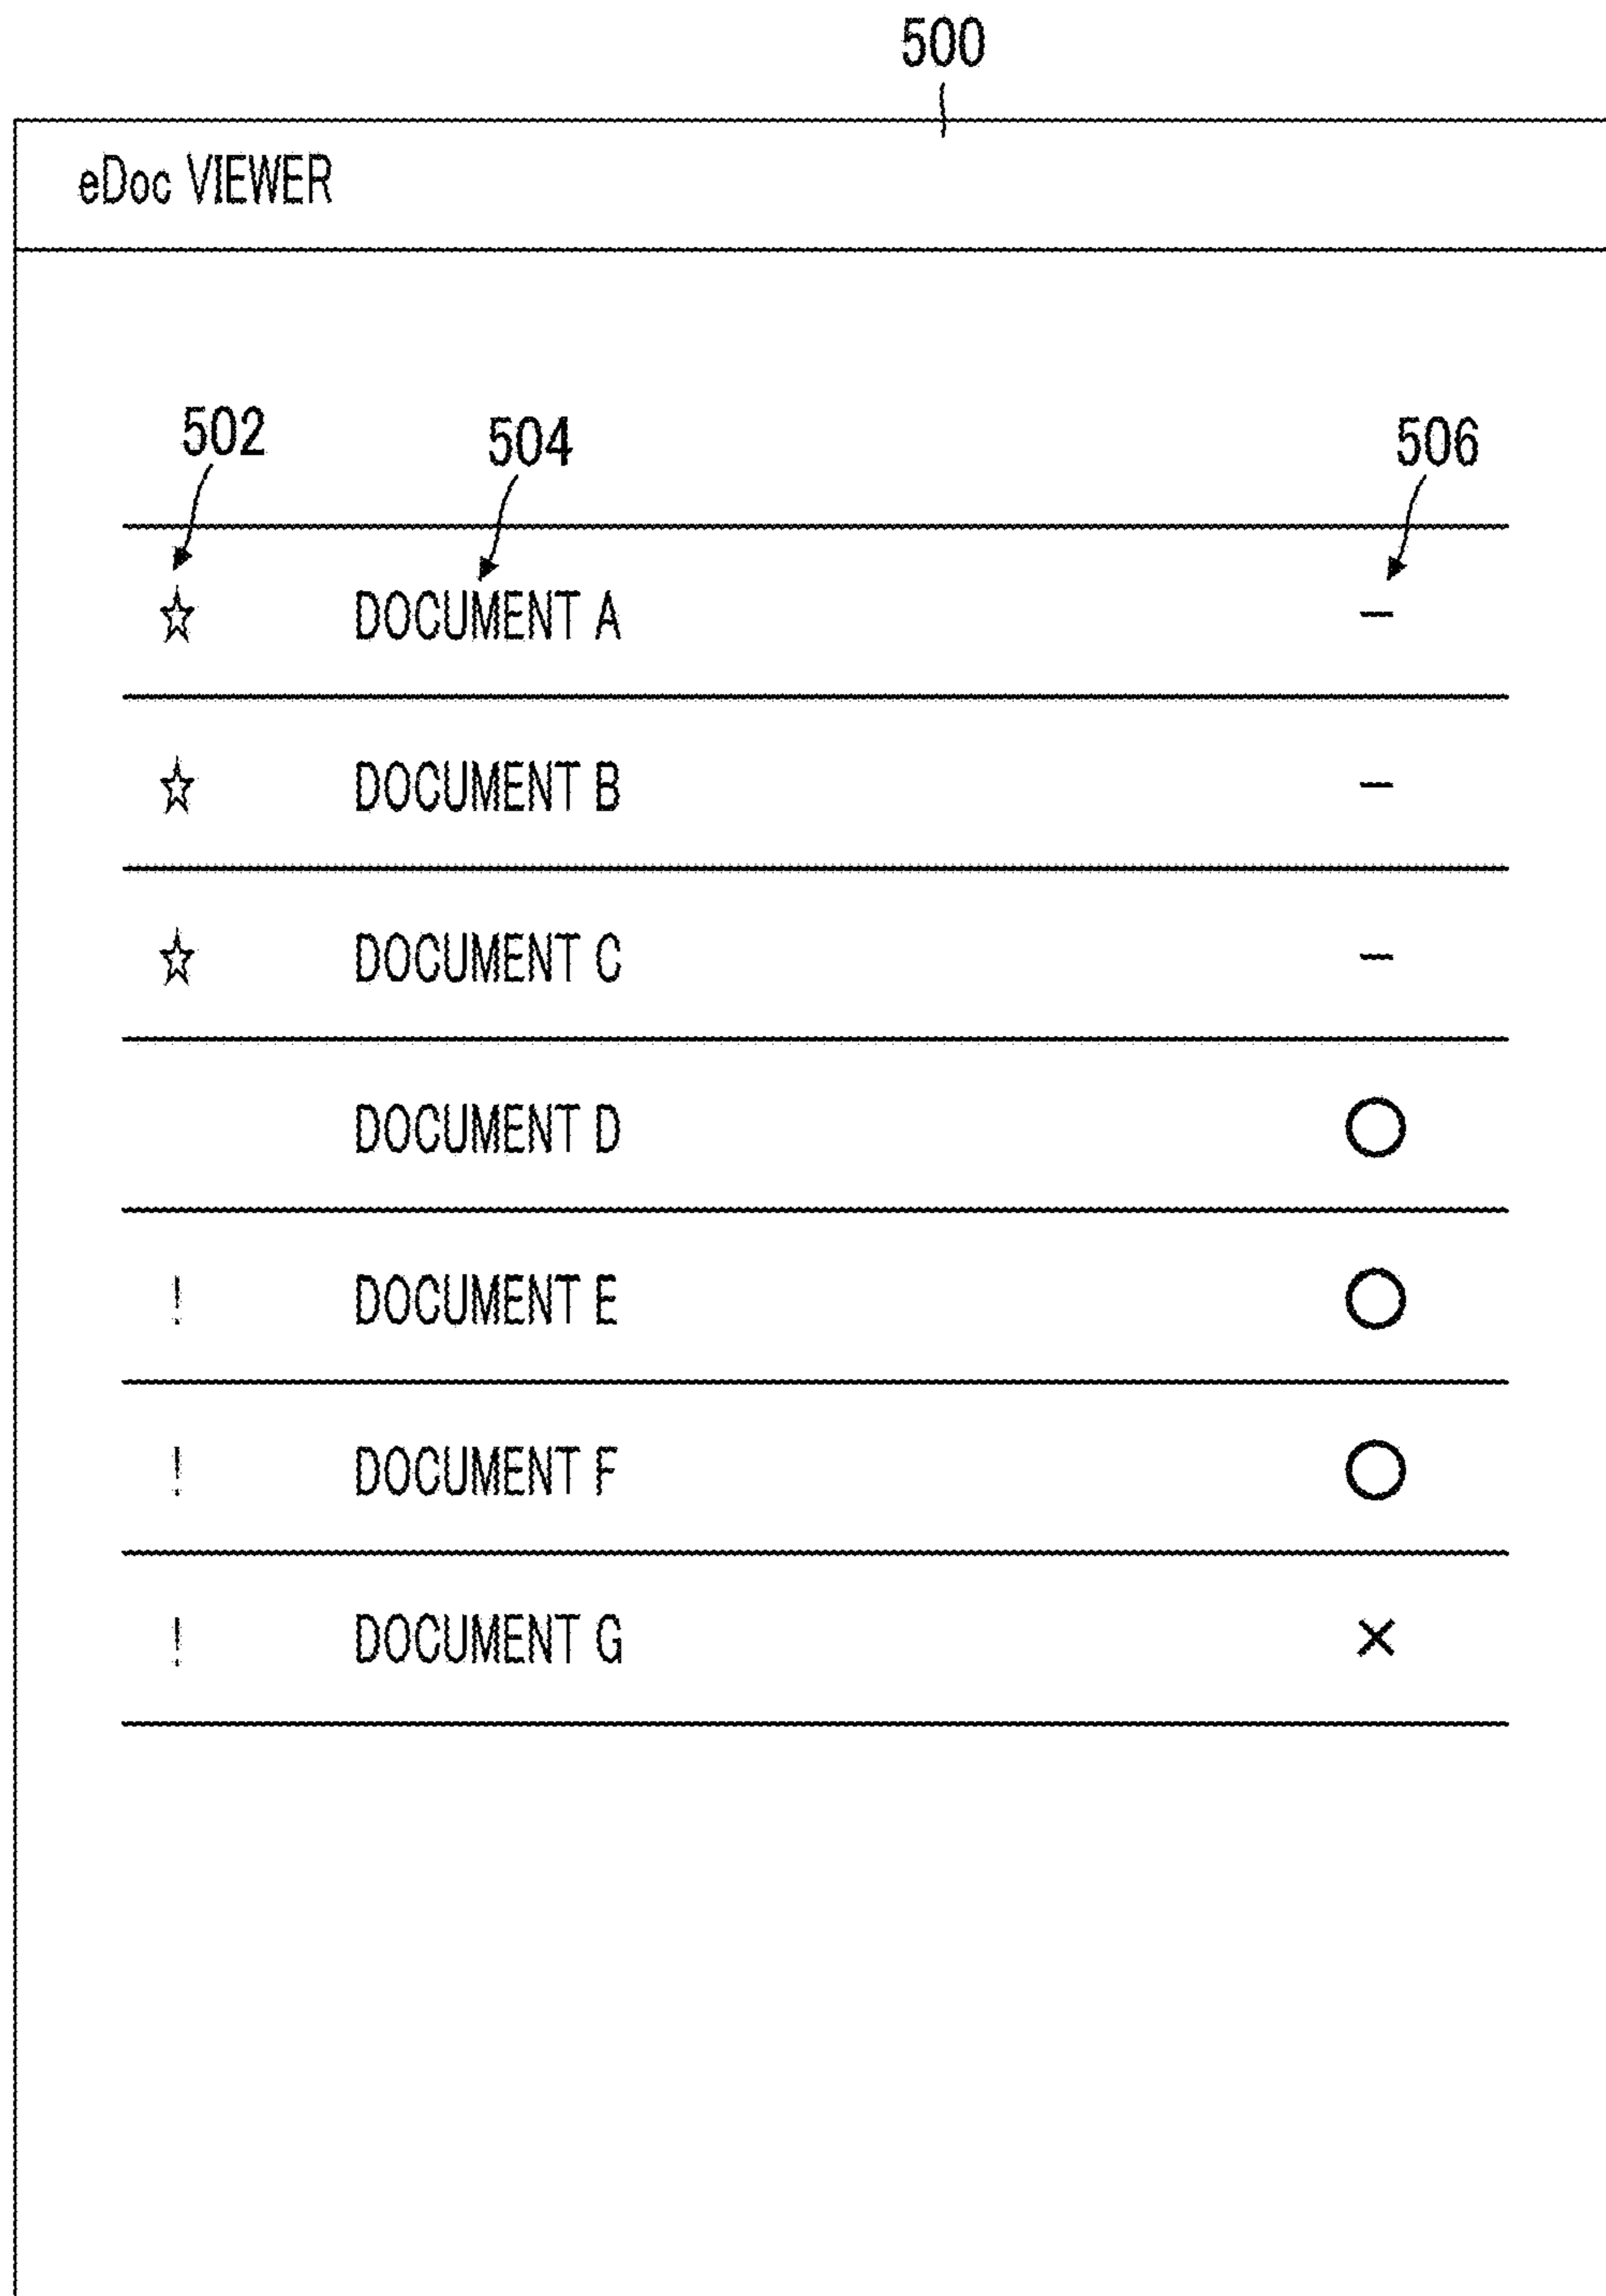 500
eDoc VIEWER
502 504 506
☆ DOCUMENT A —
☆ DOCUMENT B —
☆ DOCUMENT C —
DOCUMENT D ○
! DOCUMENT E ○
! DOCUMENT F ○
! DOCUMENT G ×